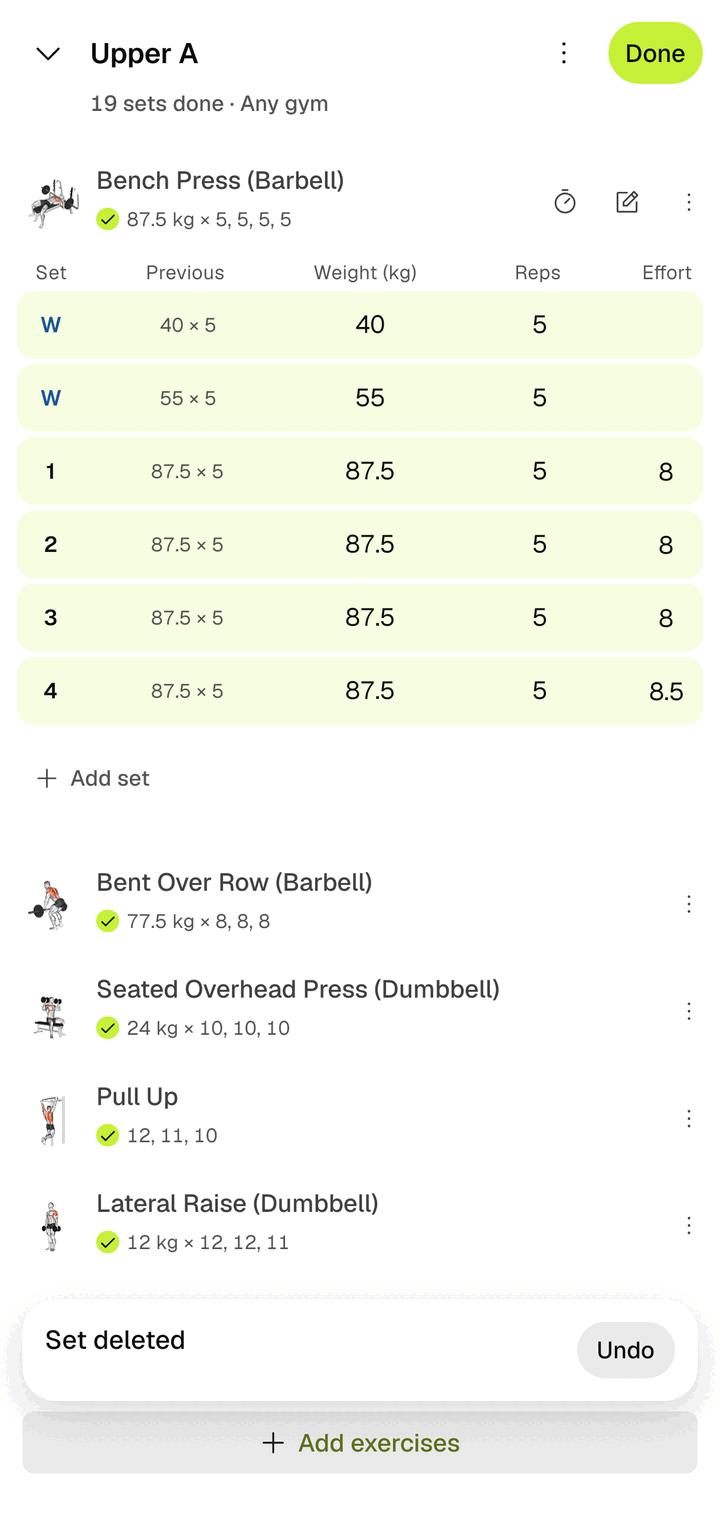 Upper A
Done
19 sets done · Any gym
Bench Press (Barbell)
87.5 kg × 5, 5, 5, 5
Set Previous Weight (kg) Reps Effort
W 40 × 5 40 5
W 55 × 5 55 5
1 87.5 × 5 87.5 5 8
2 87.5 × 5 87.5 5 8
3 87.5 × 5 87.5 5 8
4 87.5 × 5 87.5 5 8.5
Add set
Bent Over Row (Barbell)
77.5 kg × 8, 8, 8
Seated Overhead Press (Dumbbell)
24 kg × 10, 10, 10
Pull Up
12, 11, 10
Lateral Raise (Dumbbell)
12 kg × 12, 12, 11
Set deleted
Undo
Add exercises